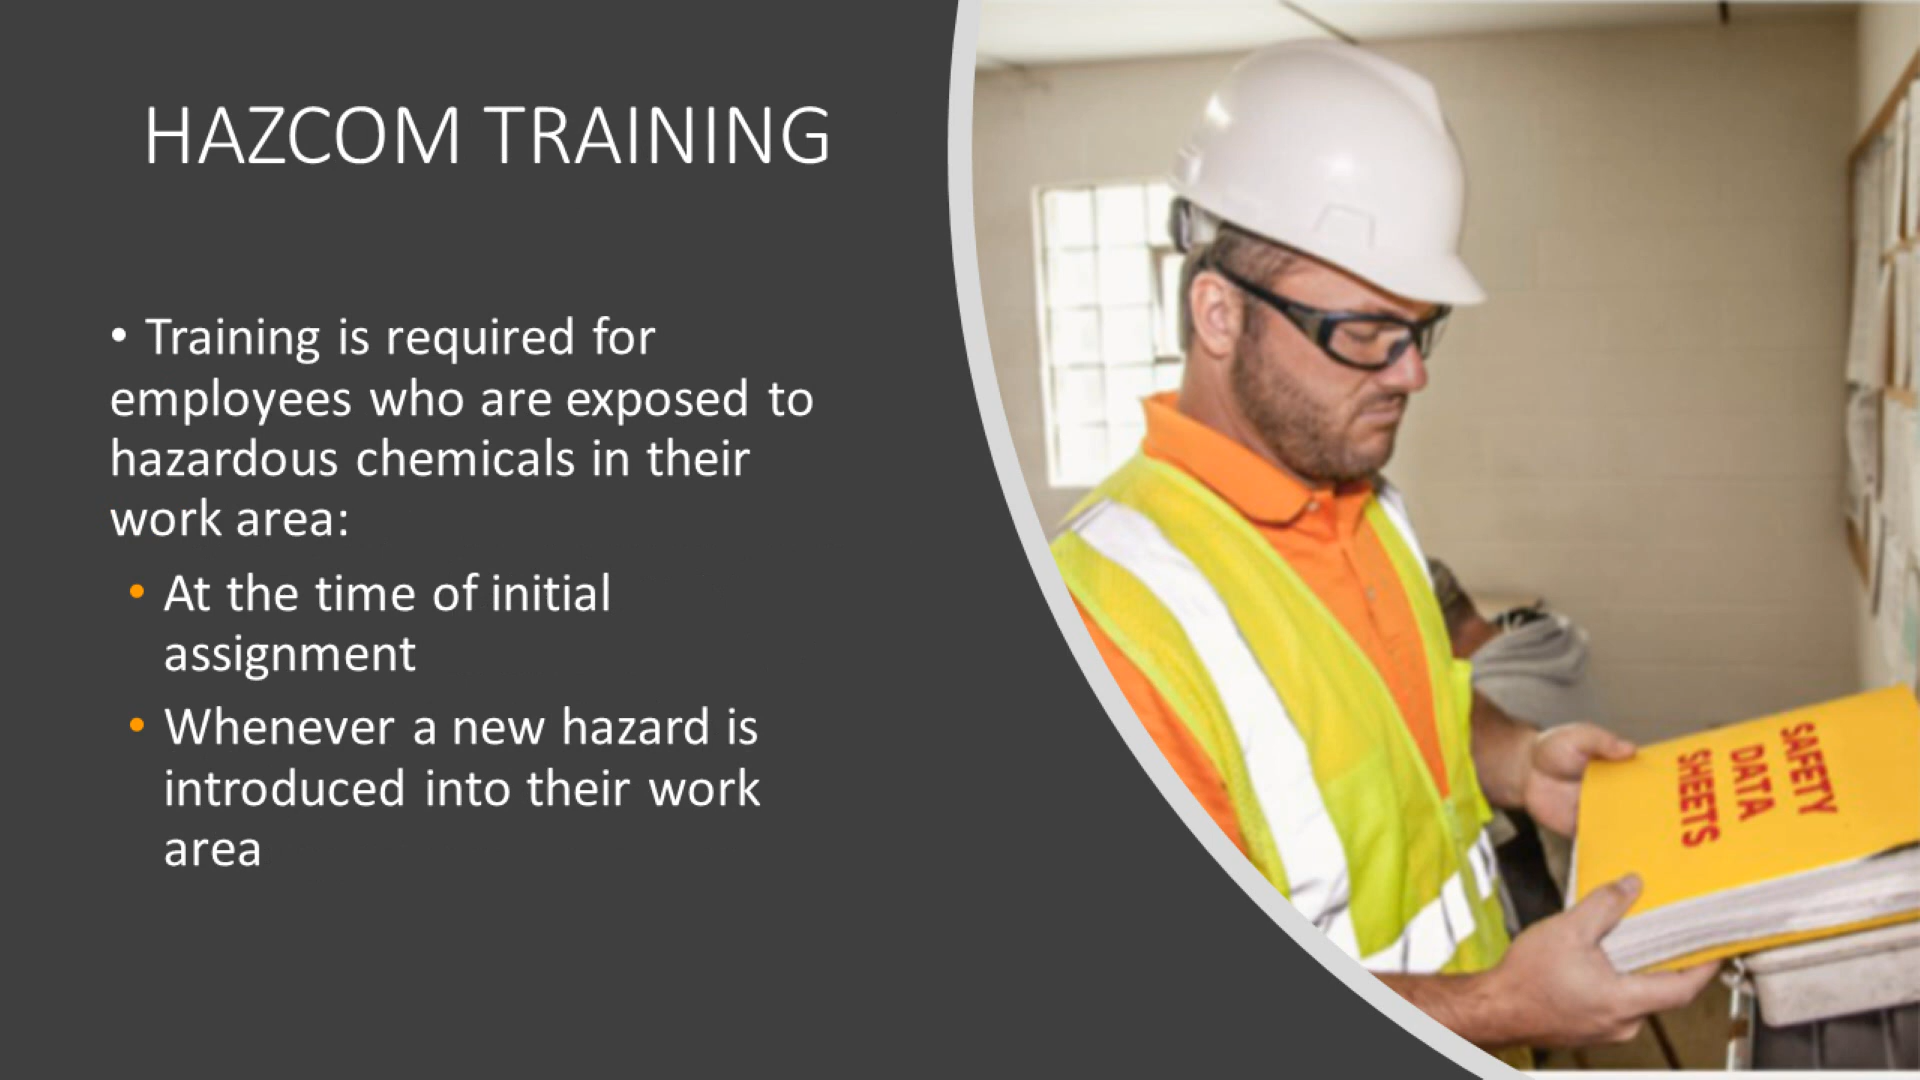 HAZCOM TRAINING
• Training is required for
employees who are exposed to
hazardous chemicals in their
work area:
• At the time of initial
assignment
• Whenever a new hazard is
introduced into their work
area
SAFETY
DATA
SHEETS